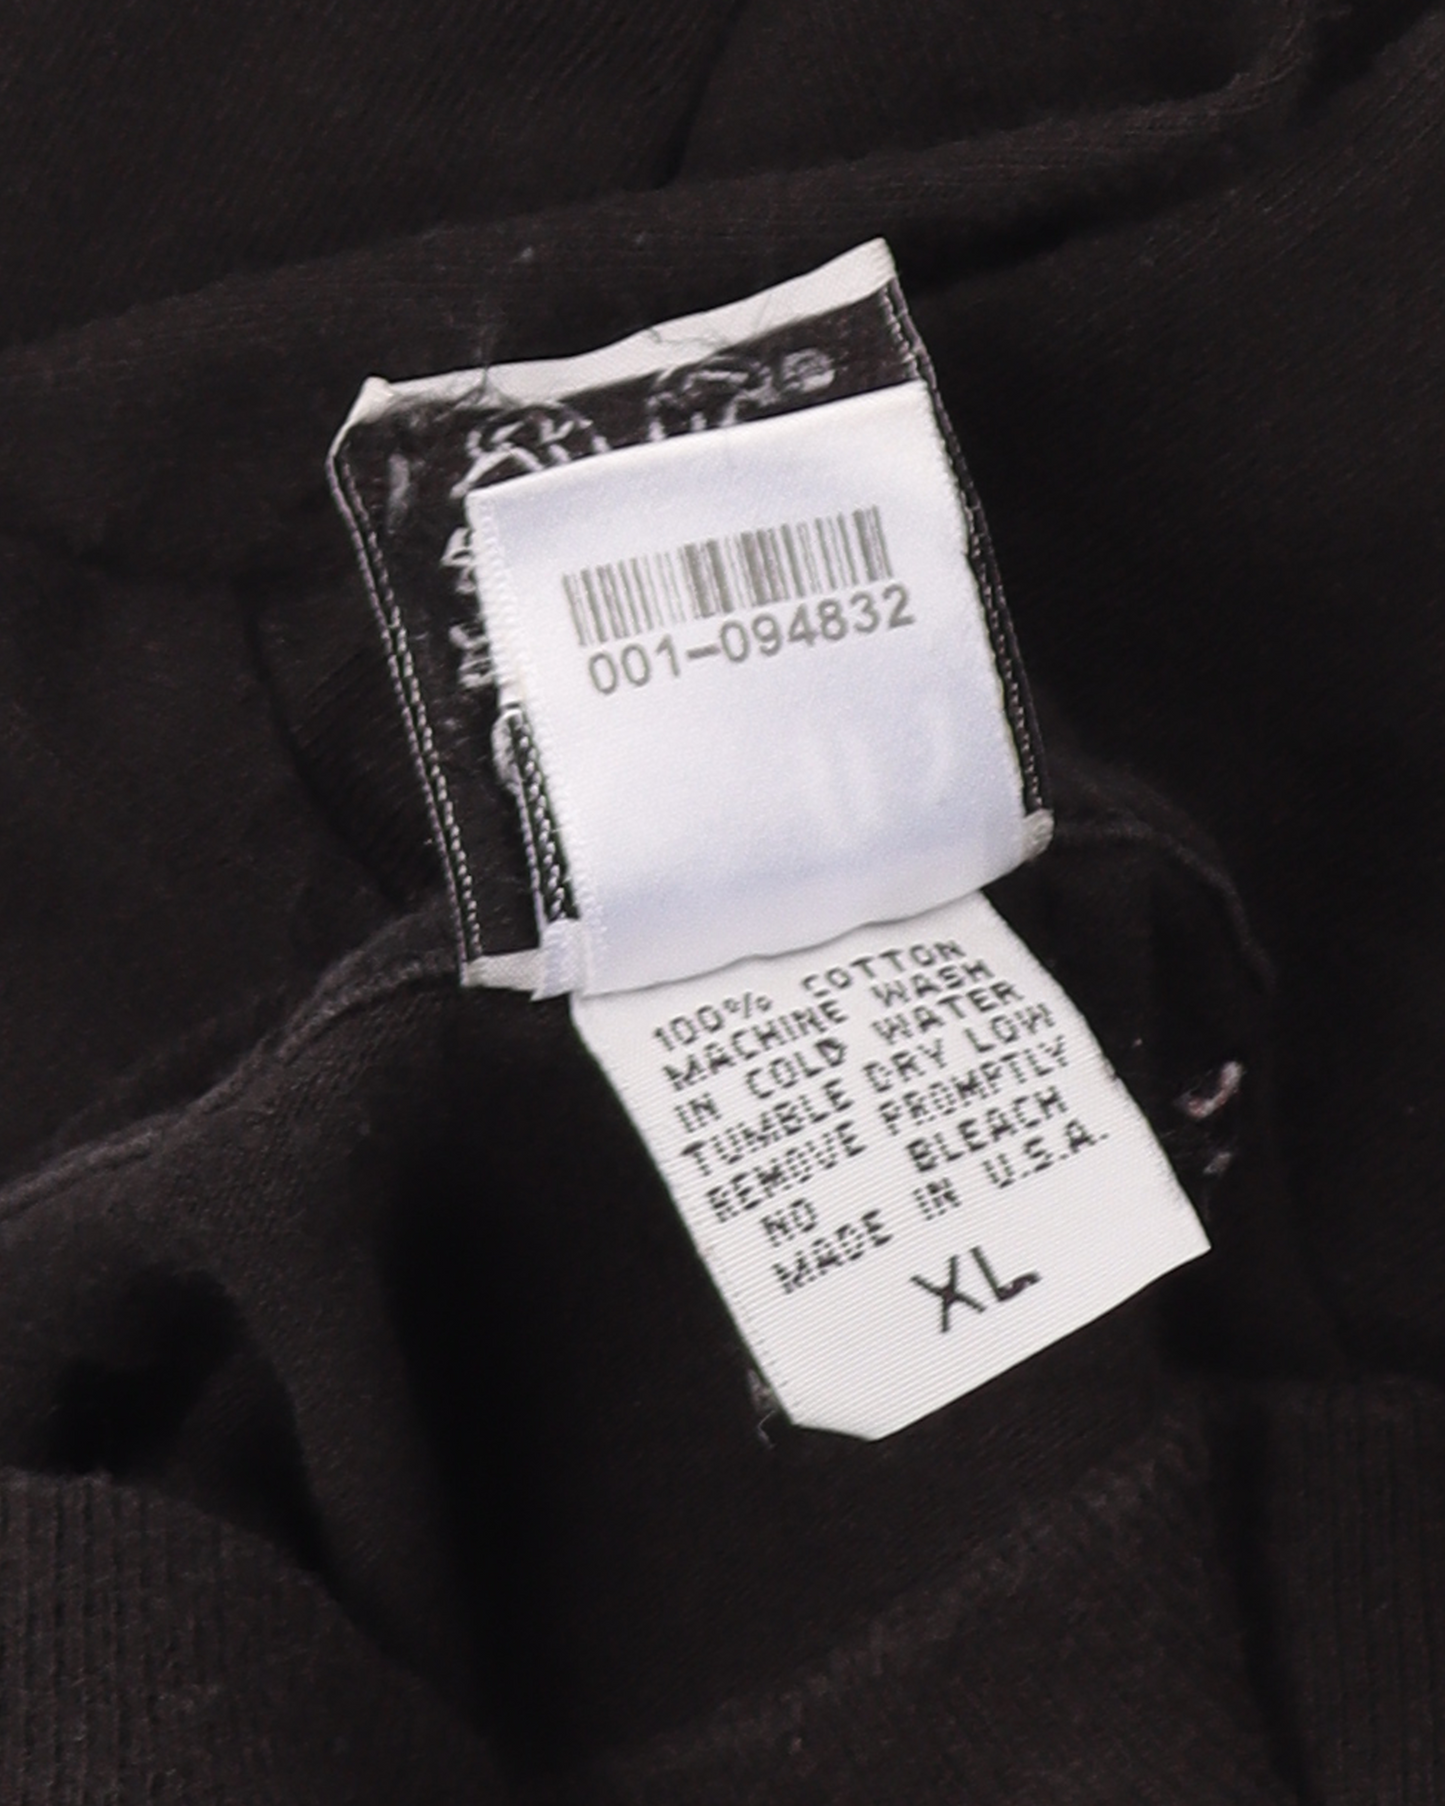 001-094832
100% COTTON
MACHINE WASH
IN COLD WATER
TUMBLE DRY LOW
REMOVE PROMPTLY
NO BLEACH
MADE IN U.S.A.
XL